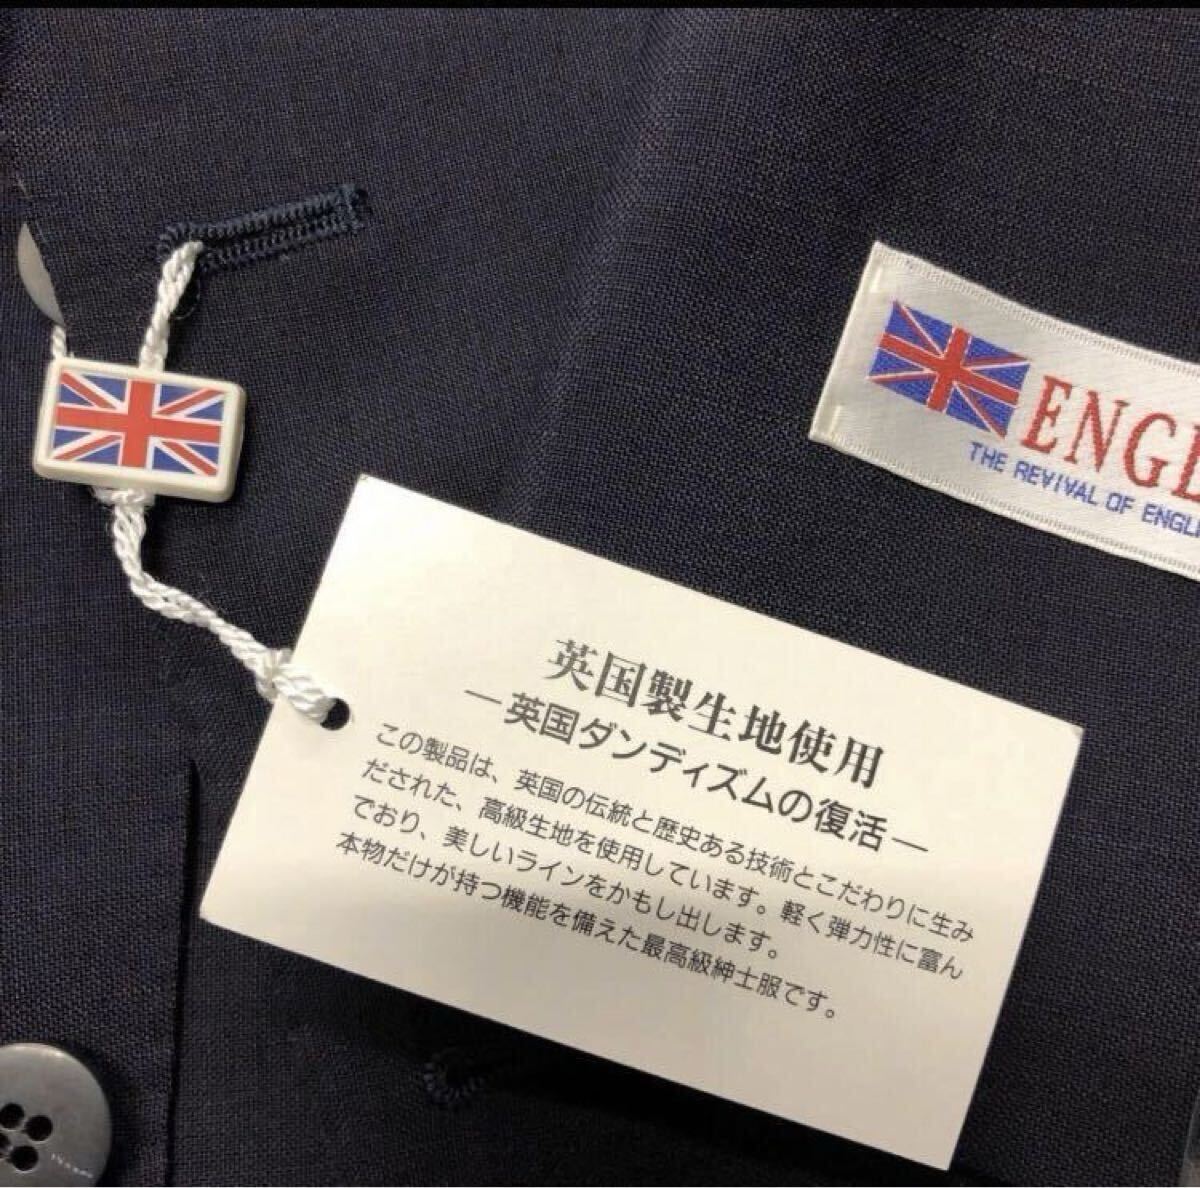 ENGL
THE REVIVAL OF ENGLI
英国製生地使用
―英国ダンディズムの復活―
この製品は、英国の伝統と歴史ある技術とこだわりに生み
だされた、高級生地を使用しています。軽く弾力性に富ん
でおり、美しいラインをかもし出します。
本物だけが持つ機能を備えた最高級紳士服です。